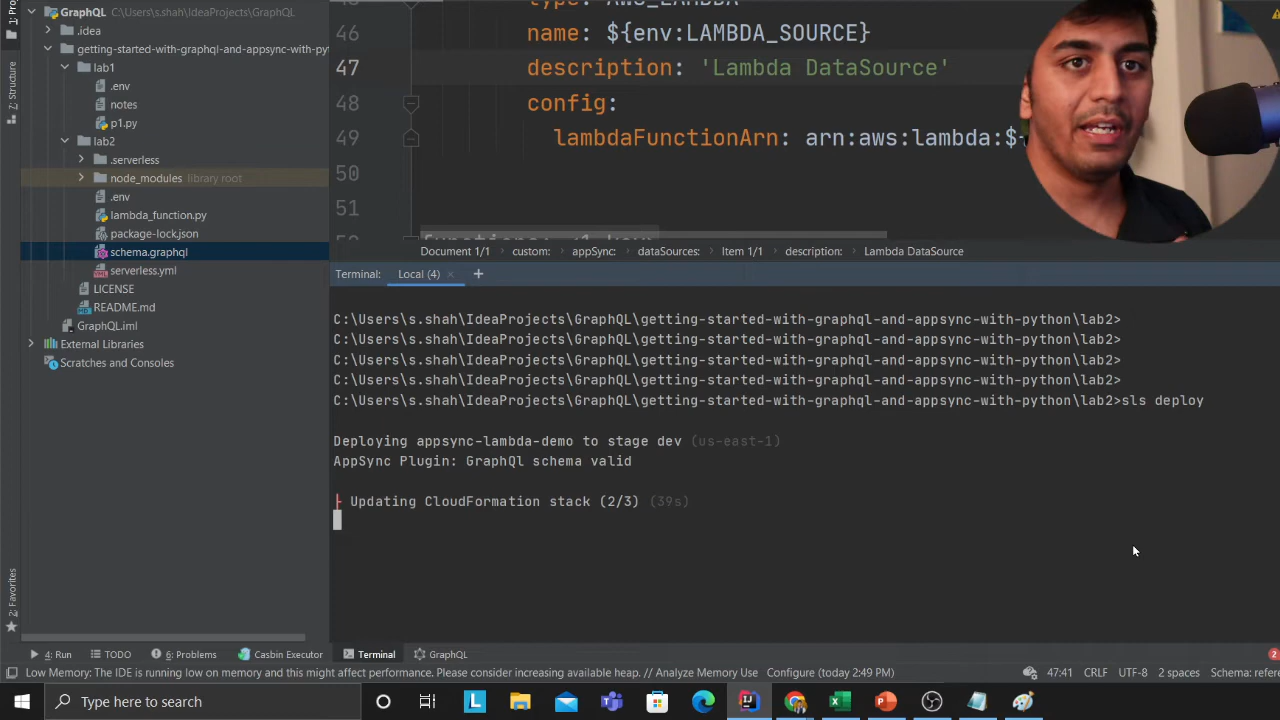 GraphQL C:\Users\s.shah\IdeaProjects\GraphQL
.idea
getting-started-with-graphql-and-appsync-with-pyt
lab1
.env
notes
p1.py
lab2
.serverless
node_modules library root
.env
lambda_function.py
package-lock.json
schema.graphql
serverless.yml
LICENSE
README.md
GraphQL.iml
External Libraries
Scratches and Consoles
Z: Structure
2: Favorites
type: AWS_LAMBDA
46 name: ${env:LAMBDA_SOURCE}
47 description: 'Lambda DataSource'
48 config:
49 lambdaFunctionArn: arn:aws:lambda:$
50
51
Document 1/1 custom: appSync: dataSources: Item 1/1 description: Lambda DataSource
Terminal: Local (4) × +
C:\Users\s.shah\IdeaProjects\GraphQL\getting-started-with-graphql-and-appsync-with-python\lab2>
C:\Users\s.shah\IdeaProjects\GraphQL\getting-started-with-graphql-and-appsync-with-python\lab2>
C:\Users\s.shah\IdeaProjects\GraphQL\getting-started-with-graphql-and-appsync-with-python\lab2>
C:\Users\s.shah\IdeaProjects\GraphQL\getting-started-with-graphql-and-appsync-with-python\lab2>
C:\Users\s.shah\IdeaProjects\GraphQL\getting-started-with-graphql-and-appsync-with-python\lab2>sls deploy
Deploying appsync-lambda-demo to stage dev (us-east-1)
AppSync Plugin: GraphQl schema valid
Updating CloudFormation stack (2/3) (39s)
4: Run TODO 6: Problems Casbin Executor Terminal GraphQL 2
Low Memory: The IDE is running low on memory and this might affect performance. Please consider increasing available heap. // Analyze Memory Use Configure (today 2:49 PM) 47:41 CRLF UTF-8 2 spaces Schema: refere
Type here to search